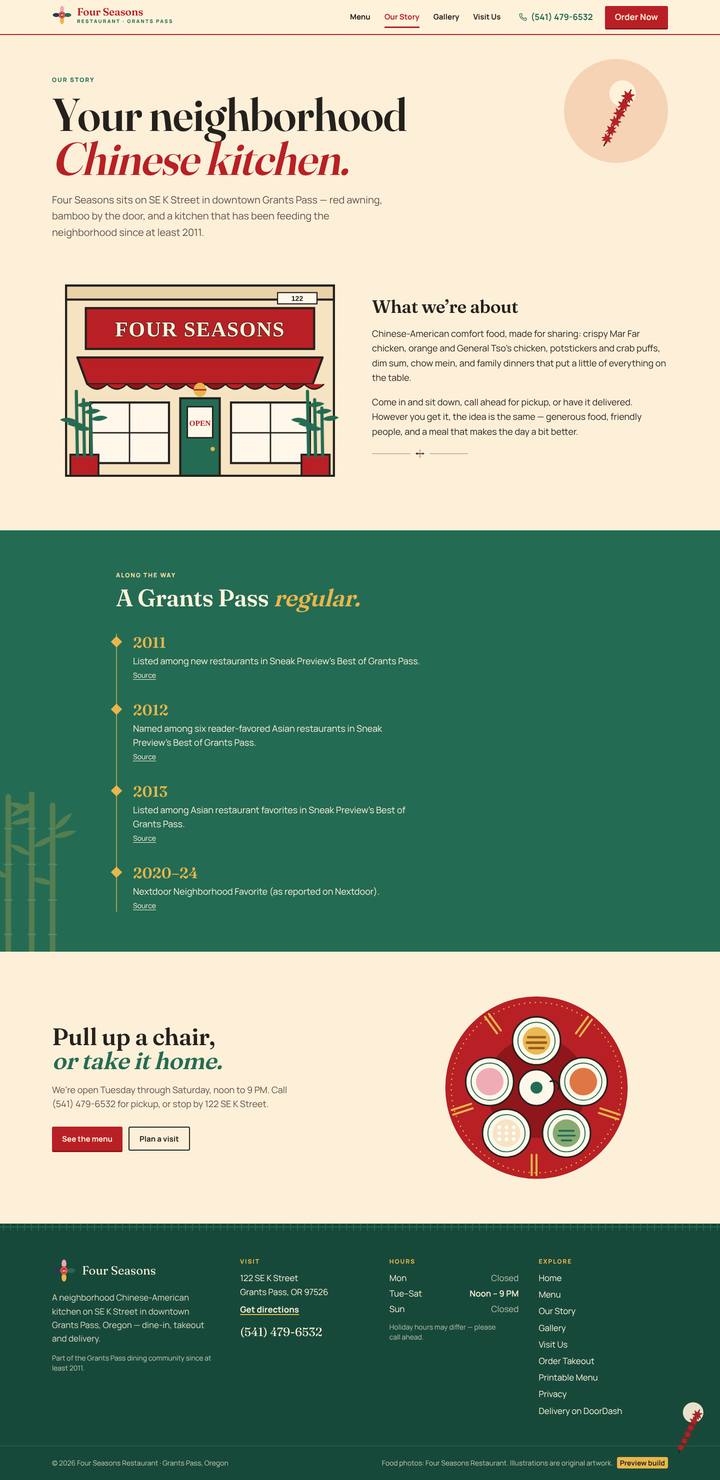 Four Seasons
RESTAURANT · GRANTS PASS
Menu
Our Story
Gallery
Visit Us
(541) 479-6532
Order Now
OUR STORY
Your neighborhood
Chinese kitchen.
Four Seasons sits on SE K Street in downtown Grants Pass — red awning,
bamboo by the door, and a kitchen that has been feeding the
neighborhood since at least 2011.
122
FOUR SEASONS
OPEN
What we're about
Chinese-American comfort food, made for sharing: crispy Mar Far
chicken, orange and General Tso's chicken, potstickers and crab puffs,
dim sum, chow mein, and family dinners that put a little of everything on
the table.
Come in and sit down, call ahead for pickup, or have it delivered.
However you get it, the idea is the same — generous food, friendly
people, and a meal that makes the day a bit better.
ALONG THE WAY
A Grants Pass regular.
2011
Listed among new restaurants in Sneak Preview's Best of Grants Pass.
Source
2012
Named among six reader-favored Asian restaurants in Sneak
Preview's Best of Grants Pass.
Source
2013
Listed among Asian restaurant favorites in Sneak Preview's Best of
Grants Pass.
Source
2020–24
Nextdoor Neighborhood Favorite (as reported on Nextdoor).
Source
Pull up a chair,
or take it home.
We're open Tuesday through Saturday, noon to 9 PM. Call
(541) 479-6532 for pickup, or stop by 122 SE K Street.
See the menu
Plan a visit
Four Seasons
A neighborhood Chinese-American
kitchen on SE K Street in downtown
Grants Pass, Oregon — dine-in, takeout
and delivery.
Part of the Grants Pass dining community since at
least 2011.
VISIT
122 SE K Street
Grants Pass, OR 97526
Get directions
(541) 479-6532
HOURS
Mon Closed
Tue–Sat Noon – 9 PM
Sun Closed
Holiday hours may differ — please
call ahead.
EXPLORE
Home
Menu
Our Story
Gallery
Visit Us
Order Takeout
Printable Menu
Privacy
Delivery on DoorDash
© 2026 Four Seasons Restaurant · Grants Pass, Oregon
Food photos: Four Seasons Restaurant. Illustrations are original artwork.
Preview build